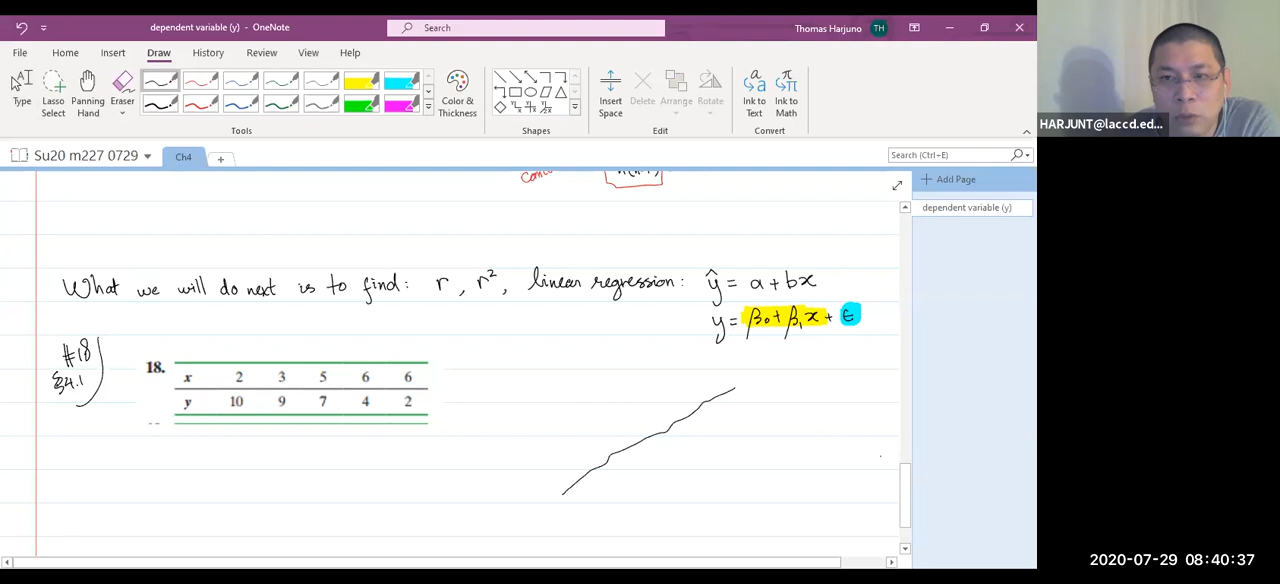 dependent variable (y) - OneNote
Search
Thomas Harjuno
TH
File Home Insert Draw History Review View Help
Type
Lasso Select
Panning Hand
Eraser
Color & Thickness
Insert Space
Delete
Arrange
Rotate
Ink to Text
Ink to Math
Tools
Shapes
Edit
Convert
HARJUNT@laccd.ed...
Su20 m227 0729
Ch4
Search (Ctrl+E)
Add Page
dependent variable (y)
What we will do next is to find: r, r², linear regression: ŷ = a + bx
y = β₀ + β₁x + ε
#18
§4.1
18.
x 2 3 5 6 6
y 10 9 7 4 2
2020-07-29 08:40:37